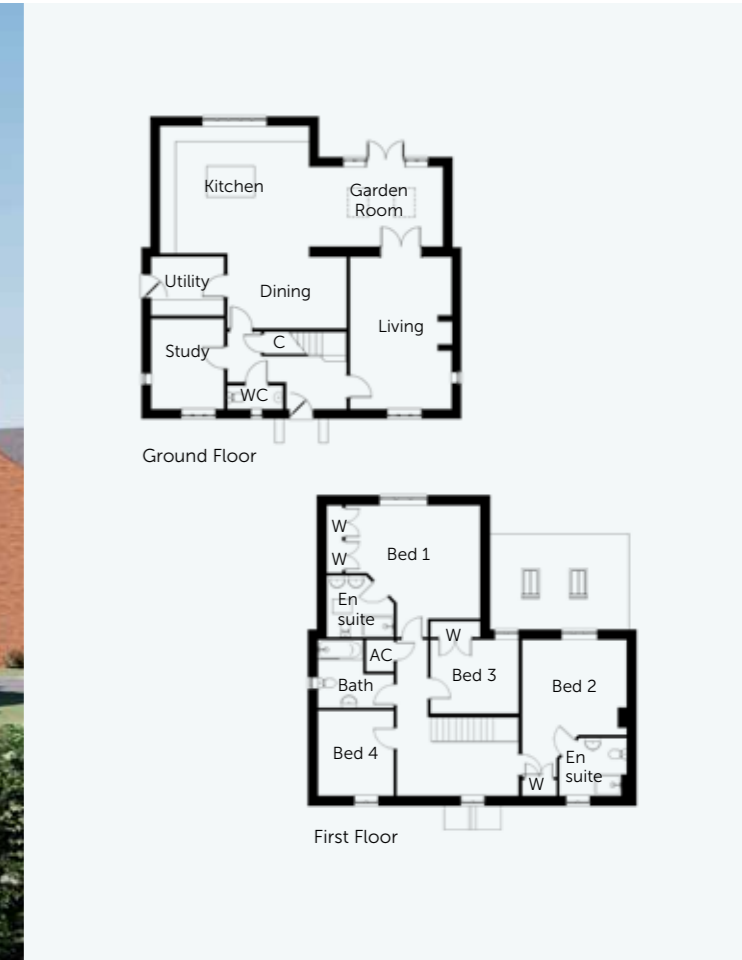 Kitchen
Garden
Room
Utility
Dining
Living
Study
C
WC
Ground Floor
W
Bed 1
W
En
suite
W
AC
Bed 3
Bath
Bed 2
Bed 4
En
suite
W
First Floor